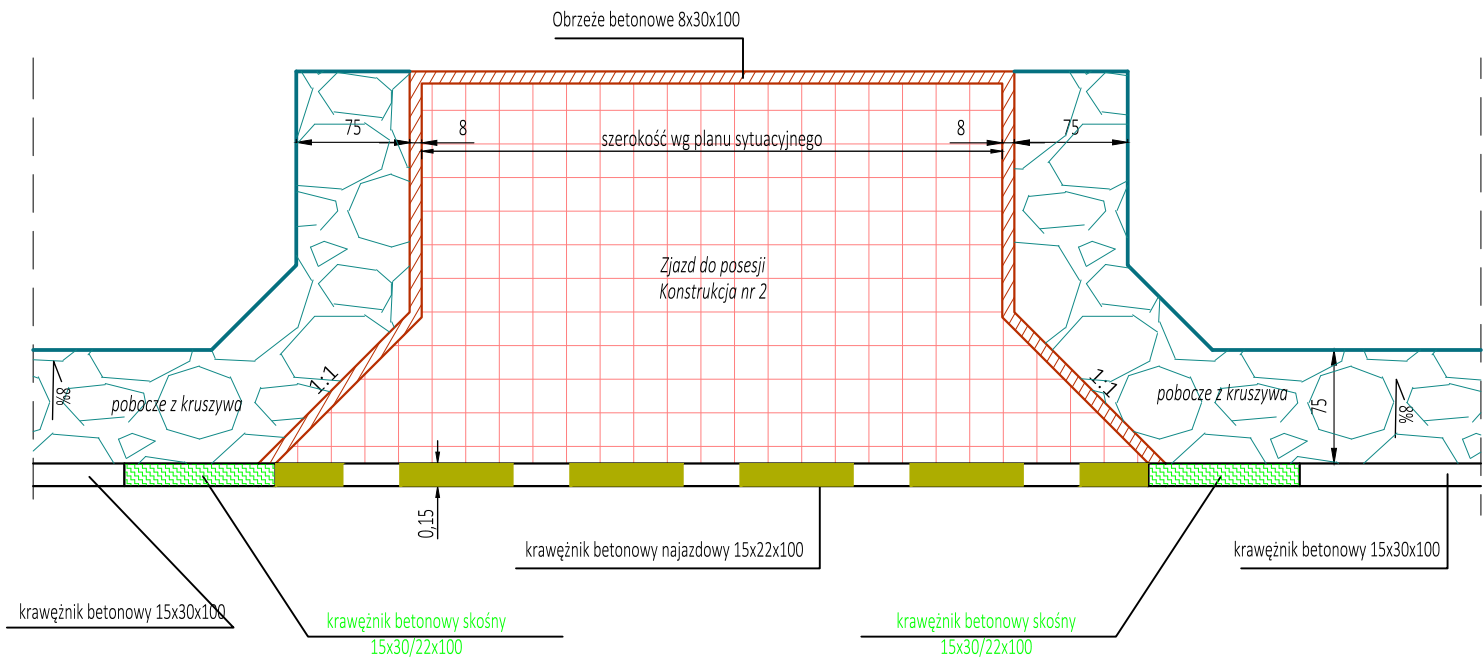 Obrzeże betonowe 8x30x100
75
8
szerokość wg planu sytuacyjnego
8
75
Zjazd do posesji
Konstrukcja nr 2
1:1
1:1
%8
pobocze z kruszywa
pobocze z kruszywa
75
%8
0,15
krawężnik betonowy najazdowy 15x22x100
krawężnik betonowy 15x30x100
krawężnik betonowy 15x30x100
krawężnik betonowy skośny
15x30/22x100
krawężnik betonowy skośny
15x30/22x100